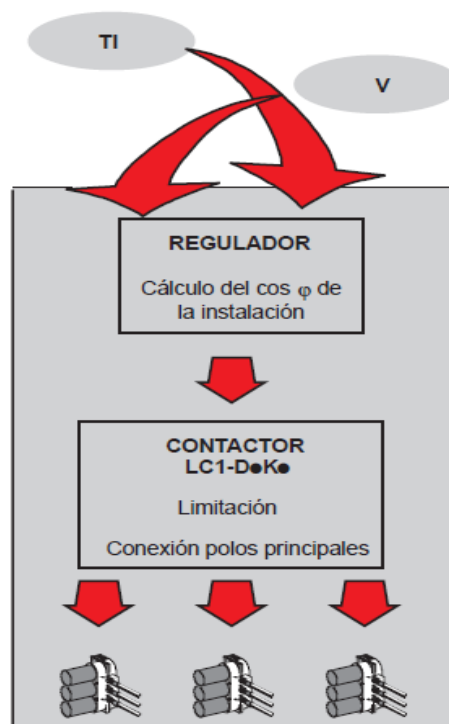 TI
V
REGULADOR
Cálculo del cos φ de
la instalación
CONTACTOR
LC1-D●K●
Limitación
Conexión polos principales